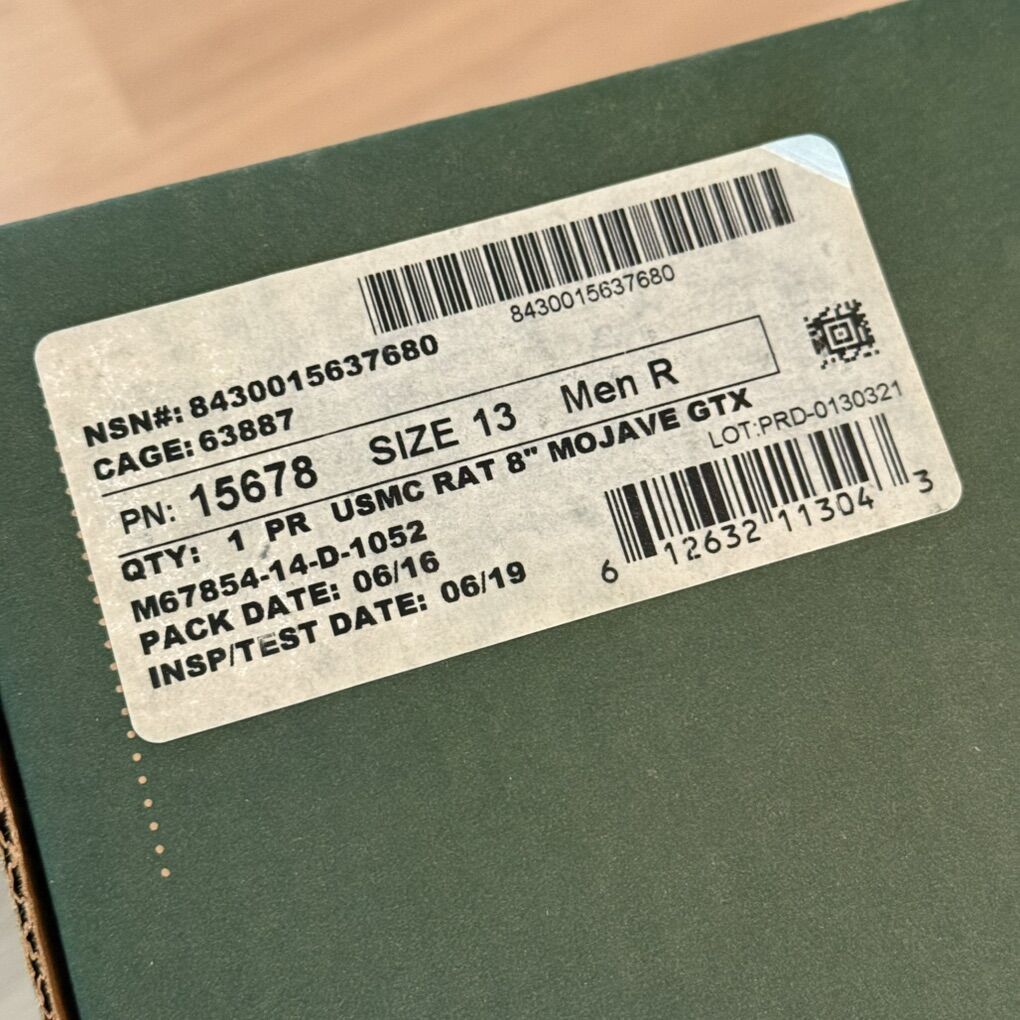 8430015637680
NSN#: 8430015637680
CAGE: 63887
PN: 15678 SIZE 13 Men R
QTY: 1 PR USMC RAT 8" MOJAVE GTX
M67854-14-D-1052
LOT:PRD-0130321
PACK DATE: 06/16
INSP/TEST DATE: 06/19
6 12632 11304 3